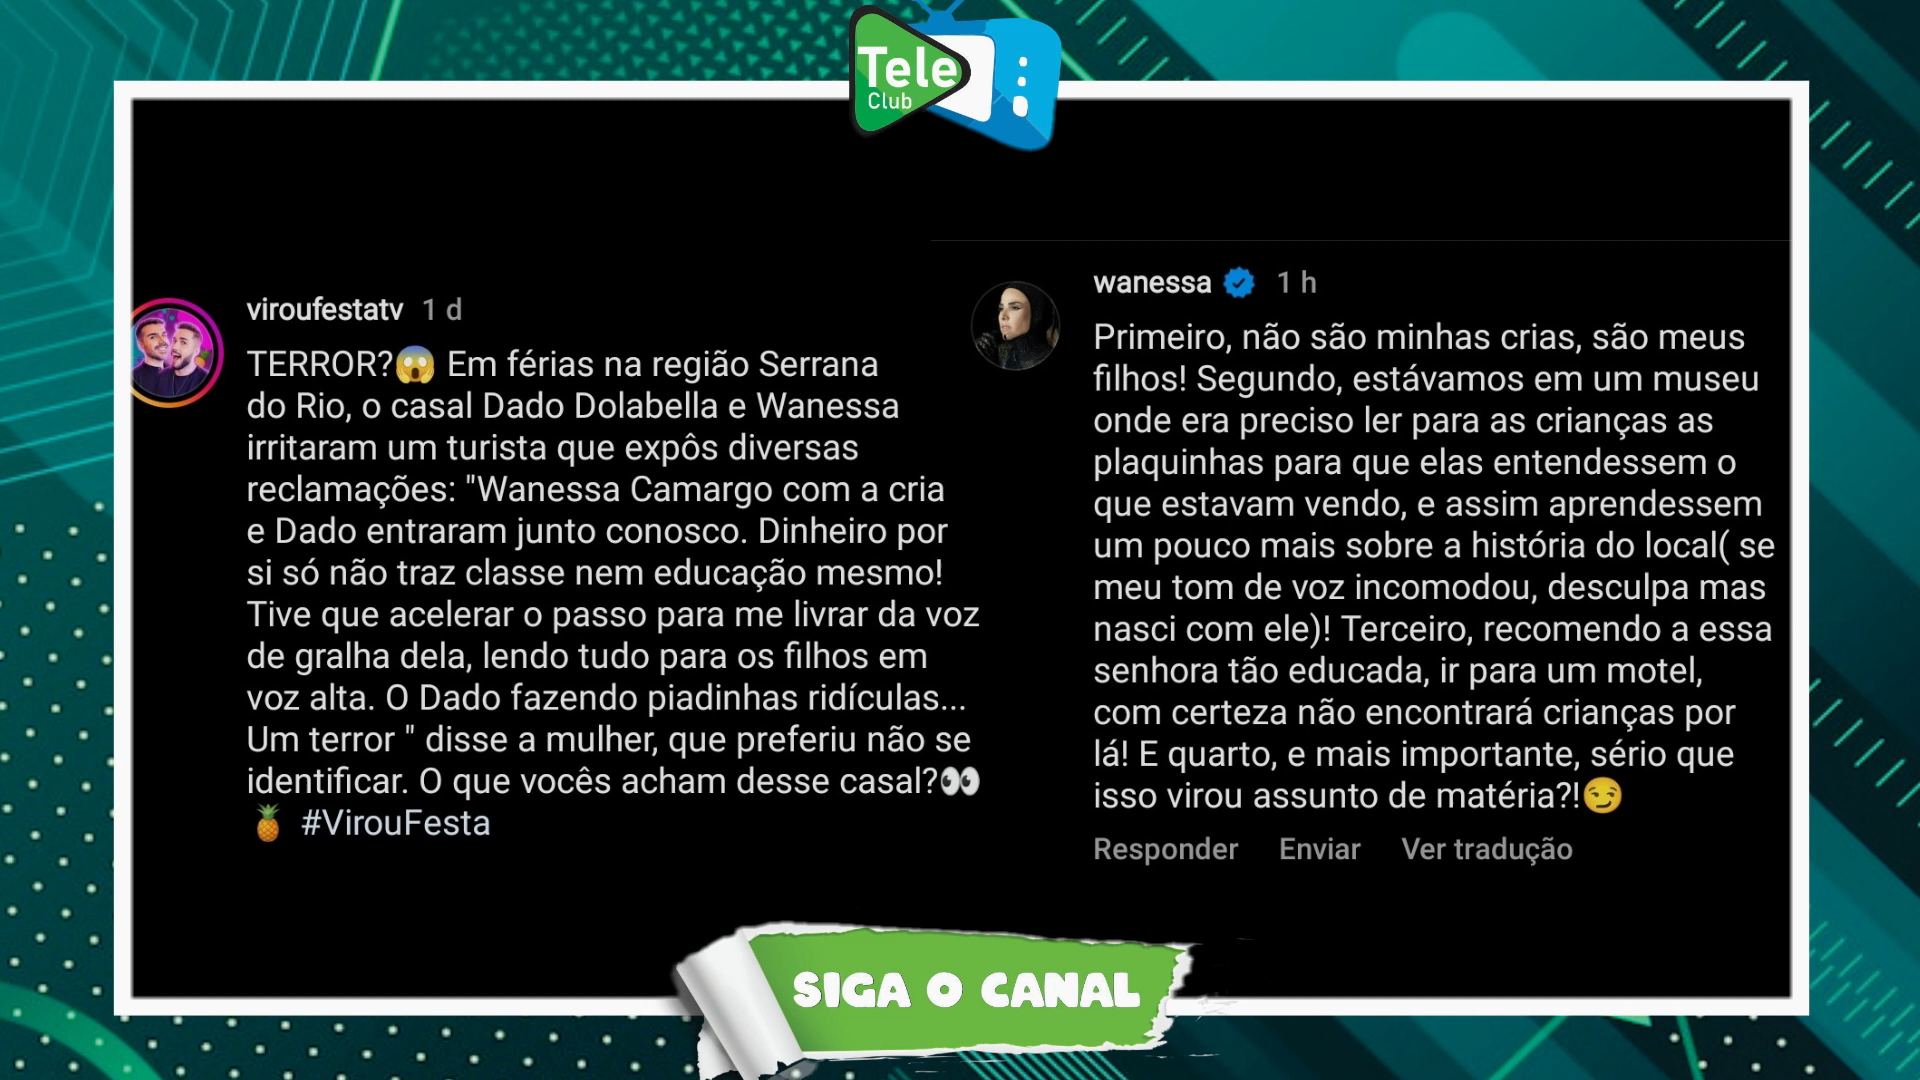 Tele
Club
viroufestatv 1 d
TERROR?😱 Em férias na região Serrana
do Rio, o casal Dado Dolabella e Wanessa
irritaram um turista que expôs diversas
reclamações: "Wanessa Camargo com a cria
e Dado entraram junto conosco. Dinheiro por
si só não traz classe nem educação mesmo!
Tive que acelerar o passo para me livrar da voz
de gralha dela, lendo tudo para os filhos em
voz alta. O Dado fazendo piadinhas ridículas...
Um terror " disse a mulher, que preferiu não se
identificar. O que vocês acham desse casal?👀
🍍 #VirouFesta
wanessa 1 h
Primeiro, não são minhas crias, são meus
filhos! Segundo, estávamos em um museu
onde era preciso ler para as crianças as
plaquinhas para que elas entendessem o
que estavam vendo, e assim aprendessem
um pouco mais sobre a história do local( se
meu tom de voz incomodou, desculpa mas
nasci com ele)! Terceiro, recomendo a essa
senhora tão educada, ir para um motel,
com certeza não encontrará crianças por
lá! E quarto, e mais importante, sério que
isso virou assunto de matéria?!😏
Responder Enviar Ver tradução
SIGA O CANAL